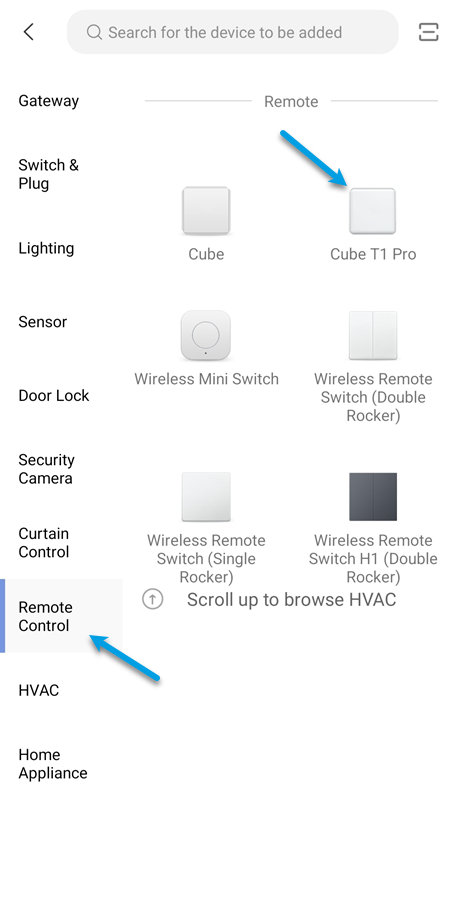 Search for the device to be added
Gateway
Switch &
Plug
Lighting
Sensor
Door Lock
Security
Camera
Curtain
Control
Remote
Control
HVAC
Home
Appliance
Remote
Cube
Cube T1 Pro
Wireless Mini Switch
Wireless Remote
Switch (Double
Rocker)
Wireless Remote
Switch (Single
Rocker)
Wireless Remote
Switch H1 (Double
Rocker)
Scroll up to browse HVAC